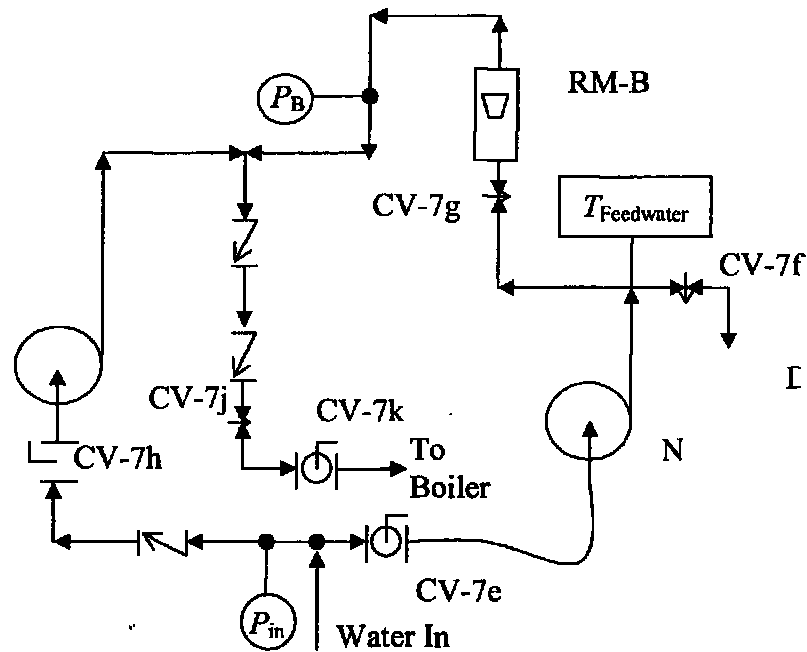 RM-B
P_B
CV-7g
T_Feedwater
CV-7f
CV-7j
CV-7k
To
Boiler
CV-7h
N
CV-7e
P_in
Water In